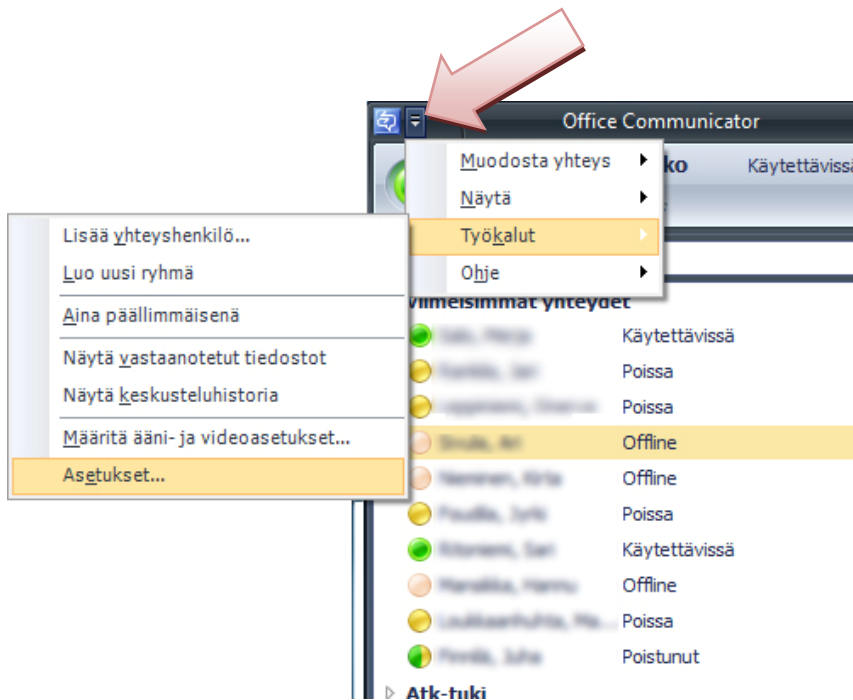 Office Communicator
Muodosta yhteys
ko
Käytettävissä
Näytä
Työkalut
Ohje
Lisää yhteyshenkilö...
Luo uusi ryhmä
Aina päällimmäisenä
Näytä vastaanotetut tiedostot
Näytä keskusteluhistoria
Määritä ääni- ja videoasetukset...
Asetukset...
Viimeisimmät yhteydet
Käytettävissä
Poissa
Poissa
Offline
Offline
Poissa
Käytettävissä
Offline
Poissa
Poistunut
Atk-tuki